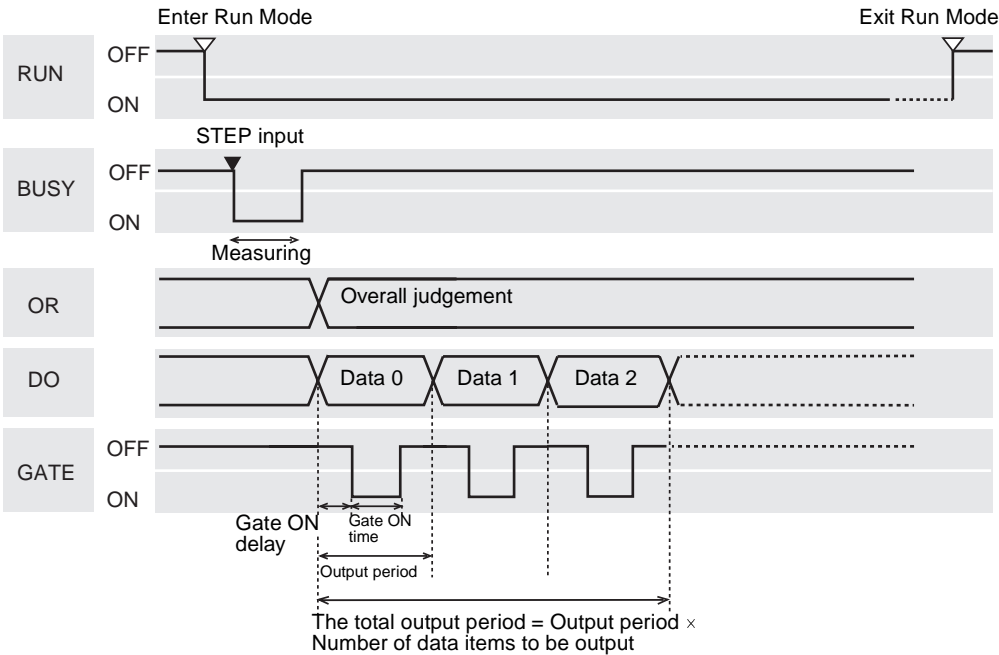 Enter Run Mode
Exit Run Mode
RUN
OFF
ON
STEP input
BUSY
OFF
ON
Measuring
OR
Overall judgement
DO
Data 0
Data 1
Data 2
GATE
OFF
ON
Gate ON
delay
Gate ON
time
Output period
The total output period = Output period ×
Number of data items to be output